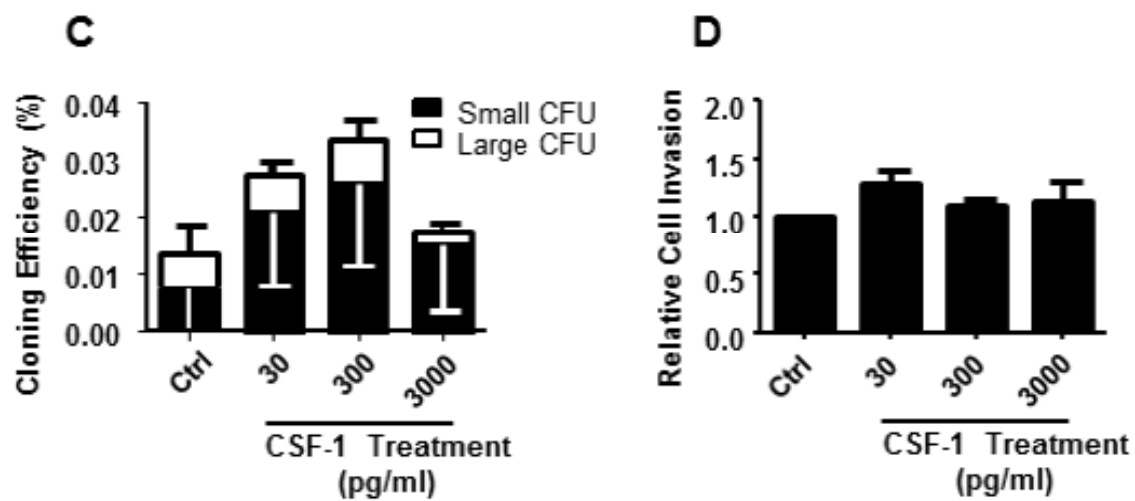 C
Cloning Efficiency (%)
0.04
0.03
0.02
0.01
0.00
Small CFU
Large CFU
Ctrl
30
300
3000
CSF-1 Treatment
(pg/ml)
D
Relative Cell Invasion
2.0
1.5
1.0
0.5
0.0
Ctrl
30
300
3000
CSF-1 Treatment
(pg/ml)